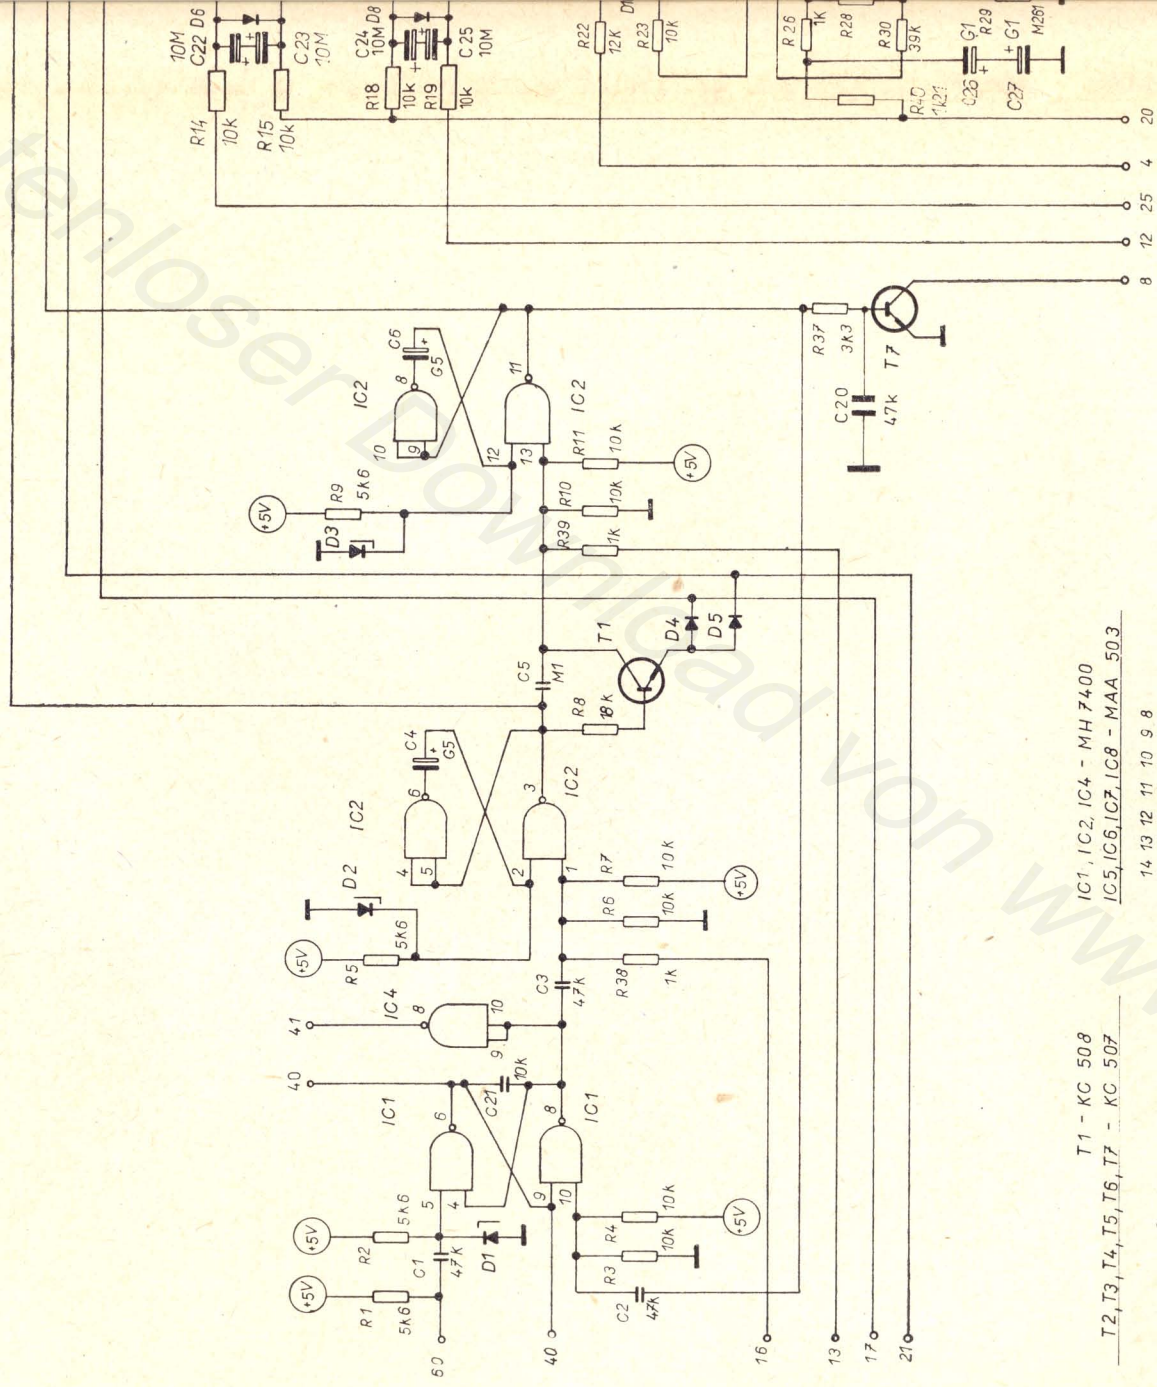 10M
C22
D6
C23
10M
R14
10k
R15
10k
C24
10M
D8
C25
10M
R18
10k
R19
10k
R22
12K
R23
10k
R26
1K
R28
R30
39K
G1
R29
G1
M261
C26
C27
R40
1k21
20
4
25
12
8
C6
G5
8
IC2
10
9
11
IC2
12
13
R11
10k
+5V
R10
10k
R39
1K
+5V
R9
5k6
D3
R37
3k3
T7
C20
47k
T1
D4
D5
C5
M1
R8
18k
C4
G5
6
IC2
4
5
3
IC2
2
1
D2
+5V
R5
5K6
R7
10K
+5V
R6
10K
R38
1k
C3
47K
41
IC4
8
10
9
40
IC1
6
C21
10k
8
IC1
5
4
9
10
+5V
R2
5K6
+5V
R1
5K6
C1
47K
D1
R4
10K
+5V
R3
10K
C2
47k
60
40
16
13
17
21
IC1, IC2, IC4 - MH 7400
IC5, IC6, IC7, IC8 - MAA 503
14 13 12 11 10 9 8
T1 - KC 508
T2, T3, T4, T5, T6, T7 - KC 507
tenloser Download von ww